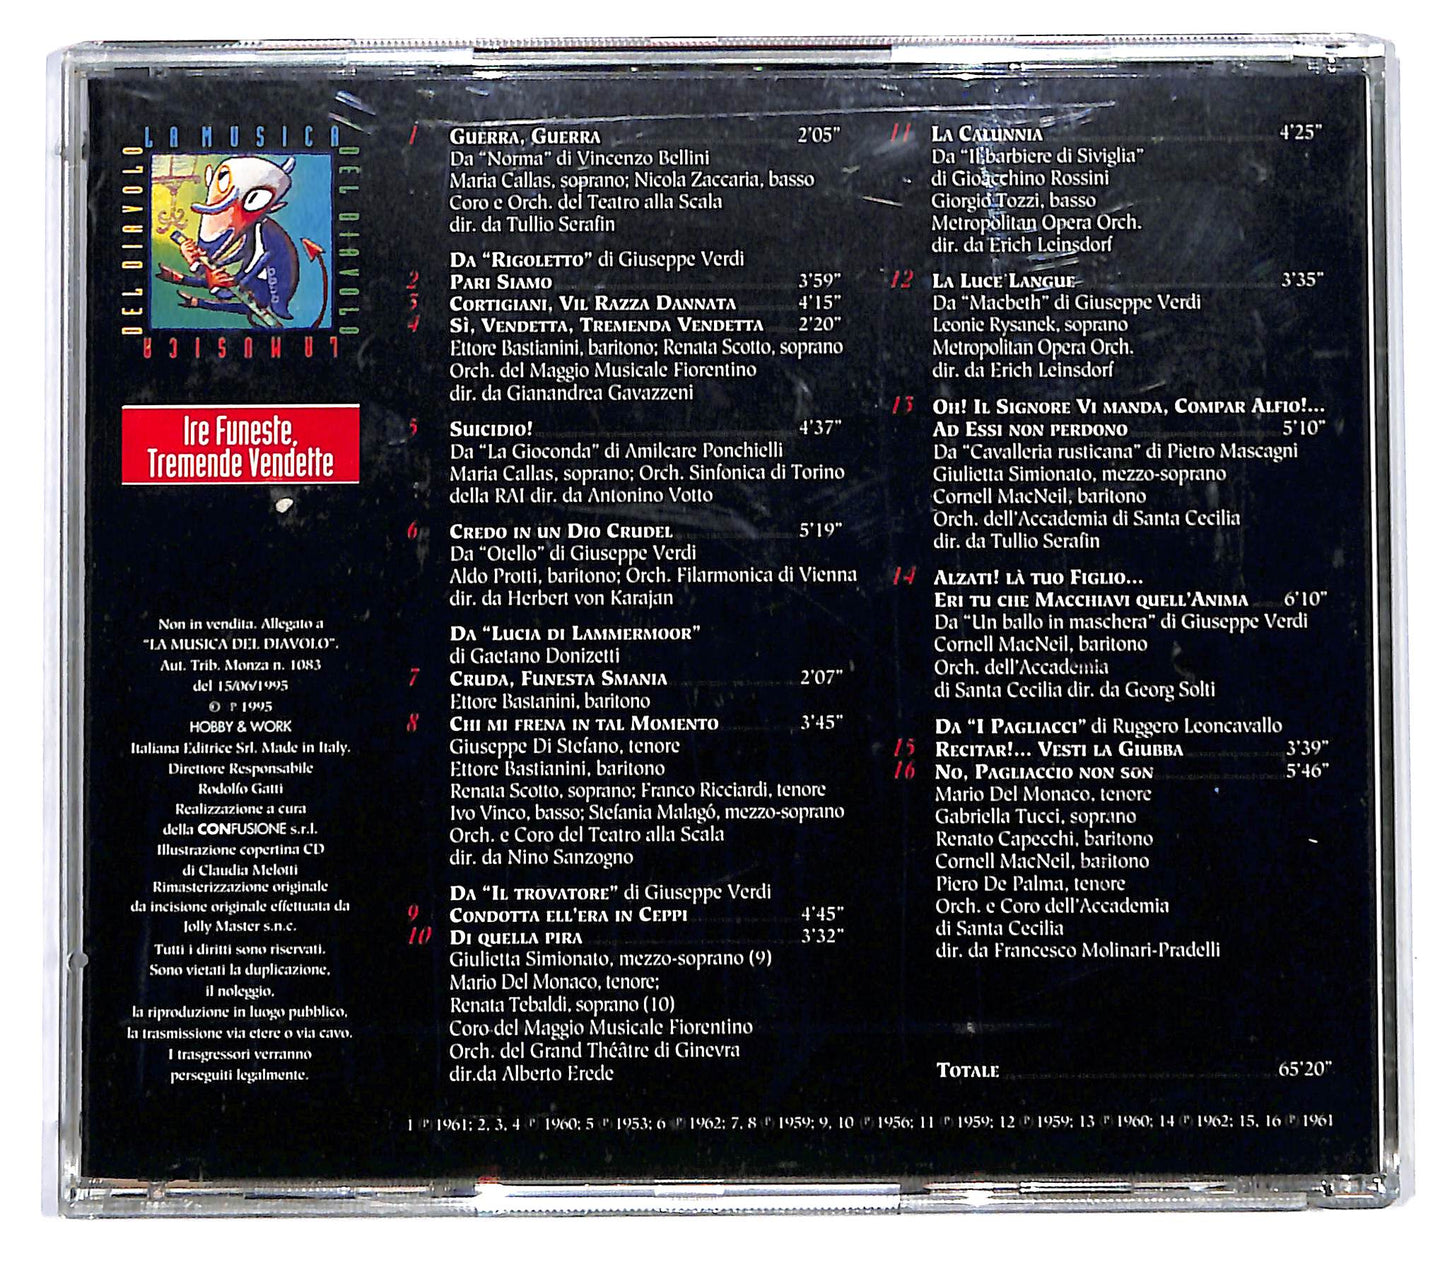 LA MUSICA
DEL DIAVOLO
LA MUSICA
DEL DIAVOLO
Ire Funeste,
Tremende Vendette
Non in vendita. Allegato a
"LA MUSICA DEL DIAVOLO".
Aut. Trib. Monza n. 1083
del 15/06/1995
© ℗ 1995
HOBBY & WORK
Italiana Editrice Srl. Made in Italy.
Direttore Responsabile
Rodolfo Gatti
Realizzazione a cura
della CONFUSIONE s.r.l.
Illustrazione copertina CD
di Claudia Melotti
Rimasterizzazione originale
da incisione originale effettuata da
Jolly Master s.n.c.
Tutti i diritti sono riservati.
Sono vietati la duplicazione,
il noleggio,
la riproduzione in luogo pubblico,
la trasmissione via etere o via cavo.
I trasgressori verranno
perseguiti legalmente.
1 GUERRA, GUERRA 2'05"
Da "Norma" di Vincenzo Bellini
Maria Callas, soprano; Nicola Zaccaria, basso
Coro e Orch. del Teatro alla Scala
dir. da Tullio Serafin
DA "RIGOLETTO" di Giuseppe Verdi
2 PARI SIAMO 3'59"
3 CORTIGIANI, VIL RAZZA DANNATA 4'15"
4 SÌ, VENDETTA, TREMENDA VENDETTA 2'20"
Ettore Bastianini, baritono; Renata Scotto, soprano
Orch. del Maggio Musicale Fiorentino
dir. da Gianandrea Gavazzeni
5 SUICIDIO! 4'37"
Da "La Gioconda" di Amilcare Ponchielli
Maria Callas, soprano; Orch. Sinfonica di Torino
della RAI dir. da Antonino Votto
6 CREDO IN UN DIO CRUDEL 5'19"
Da "Otello" di Giuseppe Verdi
Aldo Protti, baritono; Orch. Filarmonica di Vienna
dir. da Herbert von Karajan
DA "LUCIA DI LAMMERMOOR"
di Gaetano Donizetti
7 CRUDA, FUNESTA SMANIA 2'07"
Ettore Bastanini, baritono
8 CHI MI FRENA IN TAL MOMENTO 3'45"
Giuseppe Di Stefano, tenore
Ettore Bastianini, baritono
Renata Scotto, soprano; Franco Ricciardi, tenore
Ivo Vinco, basso; Stefania Malagó, mezzo-soprano
Orch. e Coro del Teatro alla Scala
dir. da Nino Sanzogno
DA "IL TROVATORE" di Giuseppe Verdi
9 CONDOTTA ELL'ERA IN CEPPI 4'45"
10 DI QUELLA PIRA 3'32"
Giulietta Simionato, mezzo-soprano (9)
Mario Del Monaco, tenore;
Renata Tebaldi, soprano (10)
Coro del Maggio Musicale Fiorentino
Orch. del Grand Théâtre di Ginevra
dir.da Alberto Erede
11 LA CALUNNIA 4'25"
Da "Il barbiere di Siviglia"
di Gioacchino Rossini
Giorgio Tozzi, basso
Metropolitan Opera Orch.
dir. da Erich Leinsdorf
12 LA LUCE LANGUE 3'35"
Da "Macbeth" di Giuseppe Verdi
Leonie Rysanek, soprano
Metropolitan Opera Orch.
dir. da Erich Leinsdorf
13 OH! IL SIGNORE VI MANDA, COMPAR ALFIO!...
AD ESSI NON PERDONO 5'10"
Da "Cavalleria rusticana" di Pietro Mascagni
Giulietta Simionato, mezzo-soprano
Cornell MacNeil, baritono
Orch. dell'Accademia di Santa Cecilia
dir. da Tullio Serafin
14 ALZATI! LÀ TUO FIGLIO...
ERI TU CHE MACCHIAVI QUELL'ANIMA 6'10"
Da "Un ballo in maschera" di Giuseppe Verdi
Cornell MacNeil, baritono
Orch. dell'Accademia
di Santa Cecilia dir. da Georg Solti
DA "I PAGLIACCI" di Ruggero Leoncavallo
15 RECITAR!... VESTI LA GIUBBA 3'39"
16 NO, PAGLIACCIO NON SON 5'46"
Mario Del Monaco, tenore
Gabriella Tucci, soprano
Renato Capecchi, baritono
Cornell MacNeil, baritono
Piero De Palma, tenore
Orch. e Coro dell'Accademia
di Santa Cecilia
dir. da Francesco Molinari-Pradelli
TOTALE 65'20"
1 ℗ 1961; 2, 3, 4 ℗ 1960; 5 ℗ 1953; 6 ℗ 1962; 7, 8 ℗ 1959; 9, 10 ℗ 1956; 11 ℗ 1959; 12 ℗ 1959; 13 ℗ 1960; 14 ℗ 1962; 15, 16 ℗ 1961